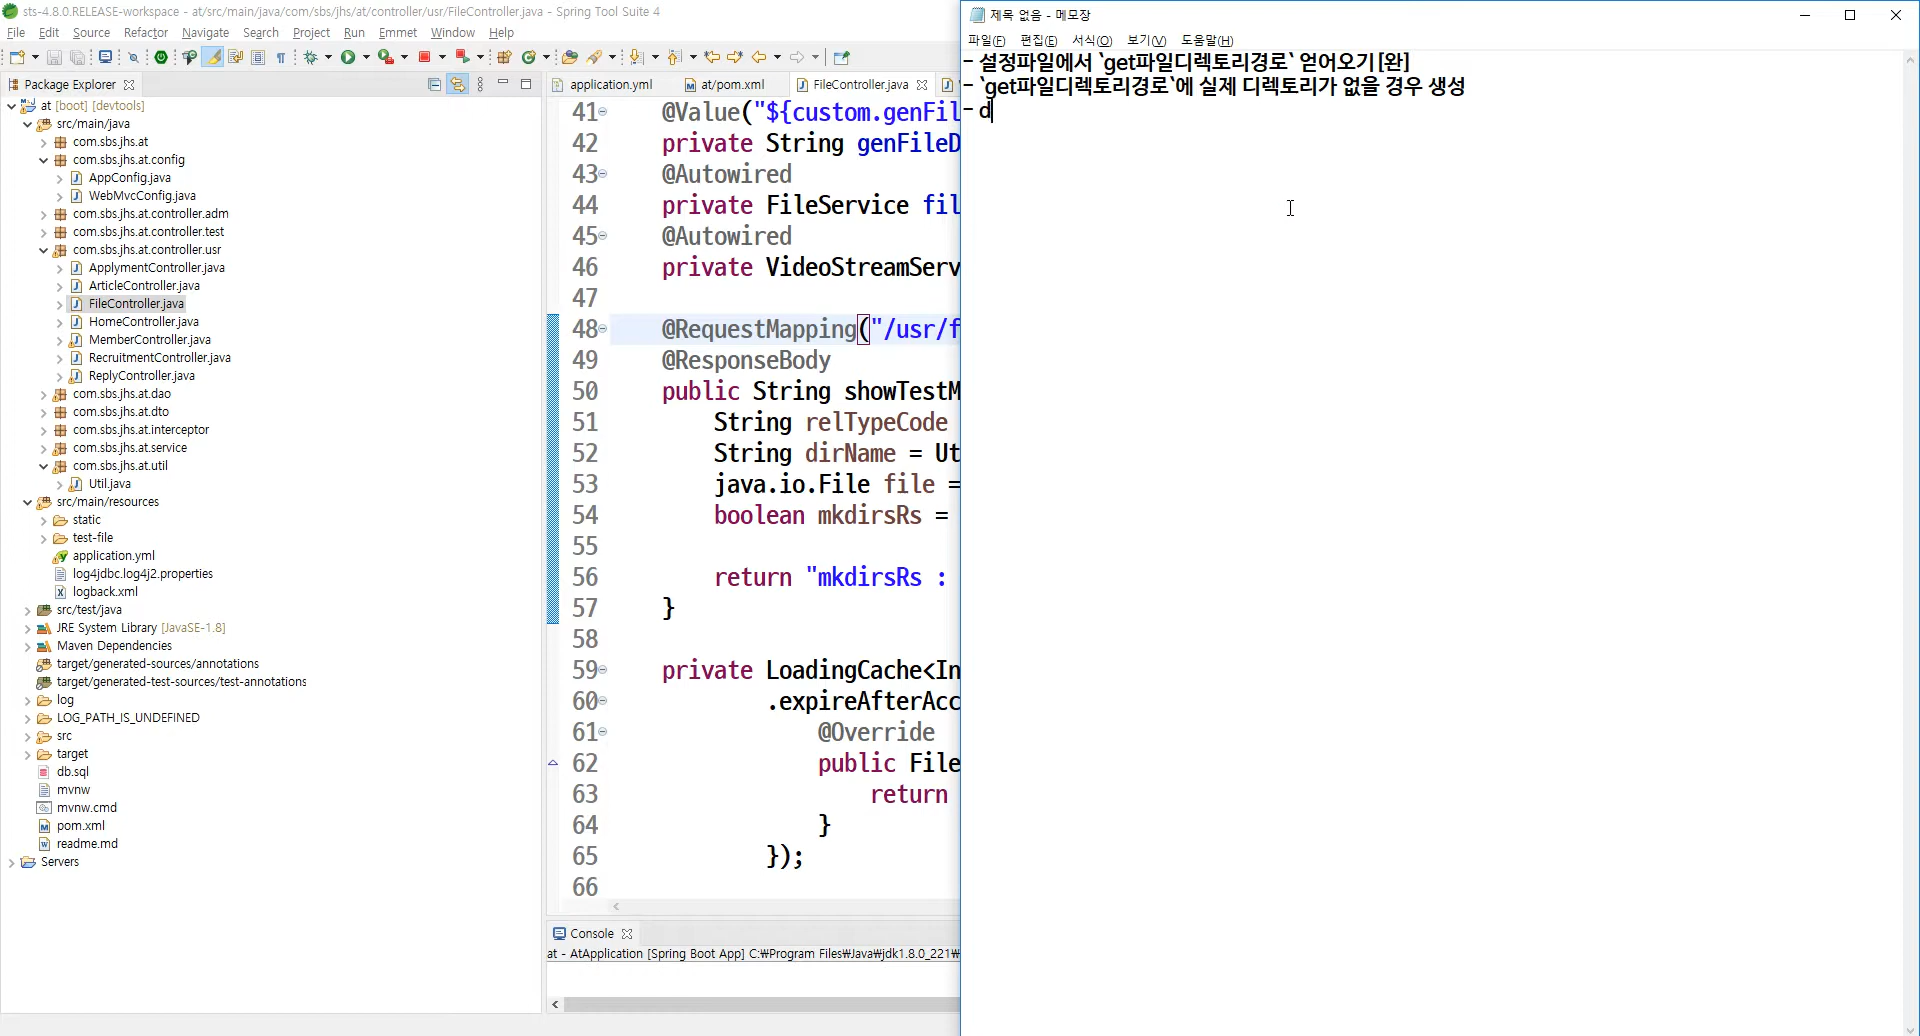 sts-4.8.0.RELEASE-workspace - at/src/main/java/com/sbs/jhs/at/controller/usr/FileController.java - Spring Tool Suite 4
File Edit Source Refactor Navigate Search Project Run Emmet Window Help
Package Explorer
at [boot] [devtools]
src/main/java
com.sbs.jhs.at
com.sbs.jhs.at.config
AppConfig.java
WebMvcConfig.java
com.sbs.jhs.at.controller.adm
com.sbs.jhs.at.controller.test
com.sbs.jhs.at.controller.usr
ApplymentController.java
ArticleController.java
FileController.java
HomeController.java
MemberController.java
RecruitmentController.java
ReplyController.java
com.sbs.jhs.at.dao
com.sbs.jhs.at.dto
com.sbs.jhs.at.interceptor
com.sbs.jhs.at.service
com.sbs.jhs.at.util
Util.java
src/main/resources
static
test-file
application.yml
log4jdbc.log4j2.properties
logback.xml
src/test/java
JRE System Library [JavaSE-1.8]
Maven Dependencies
target/generated-sources/annotations
target/generated-test-sources/test-annotations
log
LOG_PATH_IS_UNDEFINED
src
target
db.sql
mvnw
mvnw.cmd
pom.xml
readme.md
Servers
application.yml at/pom.xml FileController.java
41 @Value("${custom.genFil
42 private String genFileD
43 @Autowired
44 private FileService fil
45 @Autowired
46 private VideoStreamServ
47
48 @RequestMapping("/usr/f
49 @ResponseBody
50 public String showTestM
51 String relTypeCode
52 String dirName = Ut
53 java.io.File file =
54 boolean mkdirsRs =
55
56 return "mkdirsRs :
57 }
58
59 private LoadingCache<In
60 .expireAfterAcc
61 @Override
62 public File
63 return
64 }
65 });
66
Console
at - AtApplication [Spring Boot App] C:₩Program Files₩Java₩jdk1.8.0_221₩
제목 없음 - 메모장
파일(F) 편집(E) 서식(O) 보기(V) 도움말(H)
- 설정파일에서 `get파일디렉토리경로` 얻어오기[완]
- `get파일디렉토리경로`에 실제 디렉토리가 없을 경우 생성
- d